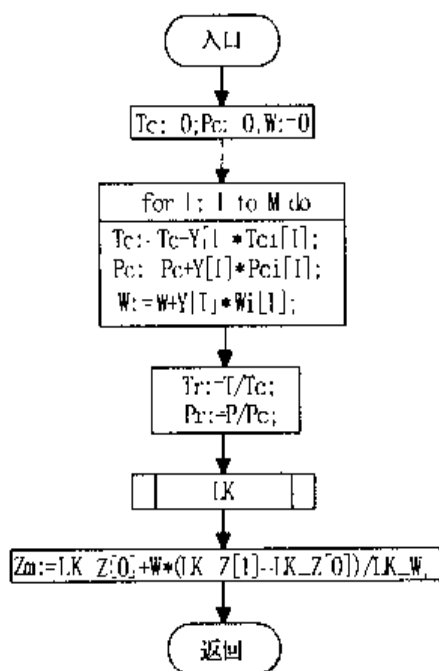 入口
Tc: 0;Pc: 0,W:=0
for I: 1 to M do
Tc:-Tc-Y[I *Tci[I];
Pc: Pc+Y[I]*Pci[I];
W:=W+Y[I]*Wi[1];
Tr:=T/Tc;
Pr:=P/Pc;
LK
Zm:=LK_Z[0]+W*(LK_Z[1]-LK_Z[0])/LK_W
返回